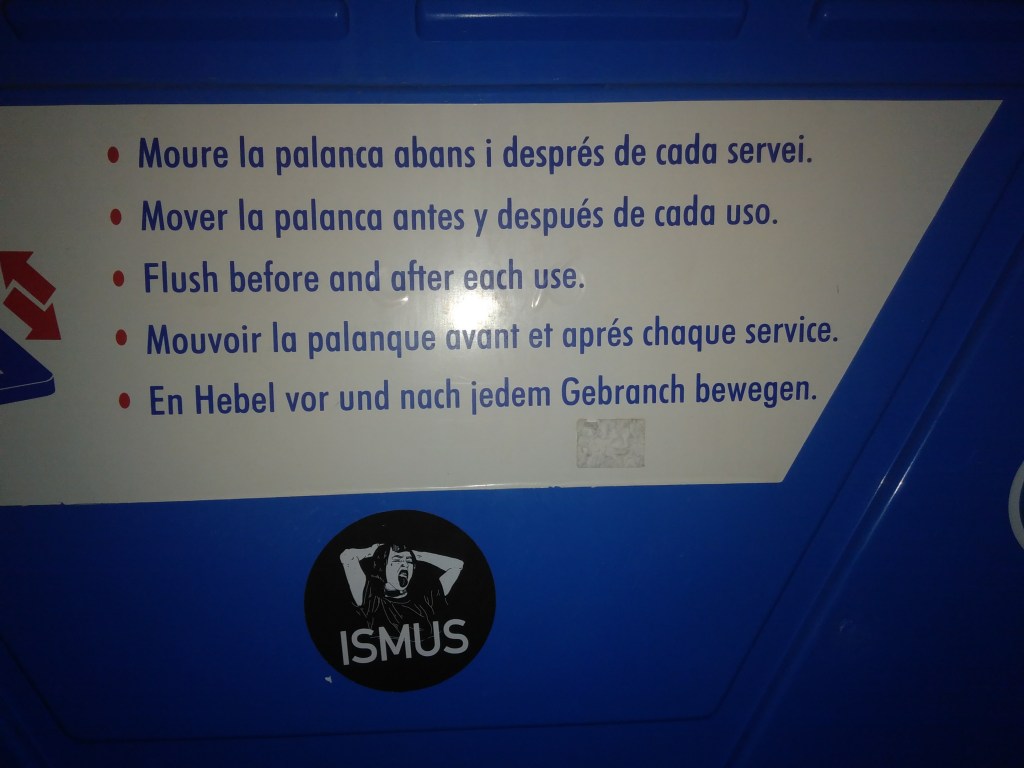 • Moure la palanca abans i després de cada servei.
• Mover la palanca antes y después de cada uso.
• Flush before and after each use.
• Mouvoir la palanque avant et aprés chaque service.
• En Hebel vor und nach jedem Gebranch bewegen.
ISMUS